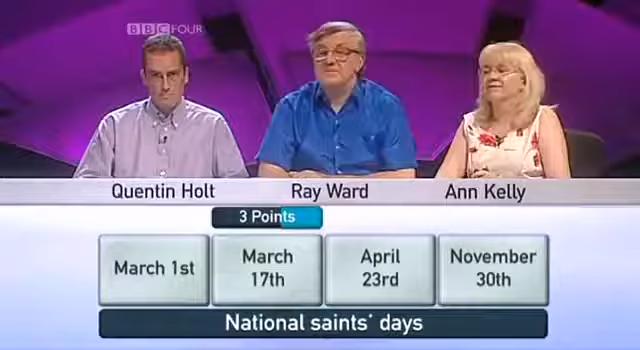 BBC FOUR
Quentin Holt Ray Ward Ann Kelly
3 Points
March 1st
March
17th
April
23rd
November
30th
National saints' days